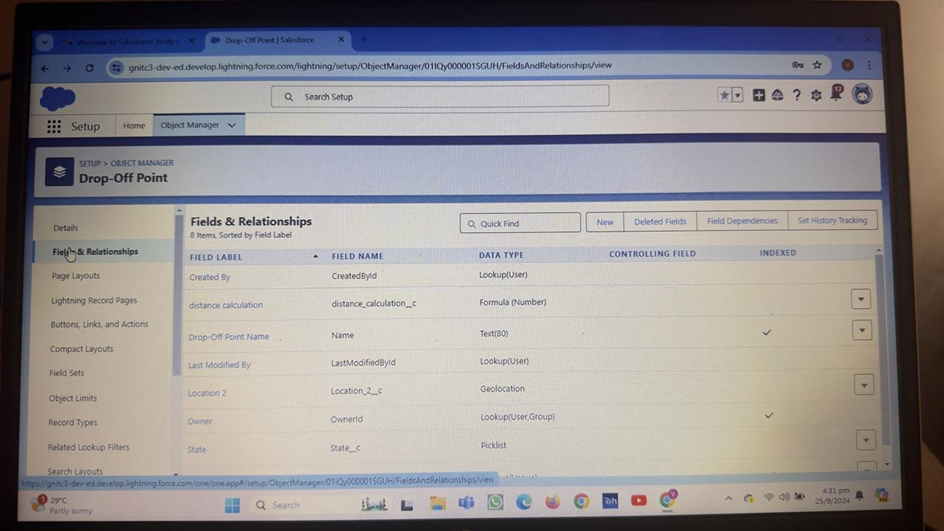 Welcome to Salesforce: Verify y
Drop-Off Point | Salesforce
gnitc3-dev-ed.develop.lightning.force.com/lightning/setup/ObjectManager/01IQy000001SGUH/FieldsAndRelationships/view
Search Setup
12
Setup Home Object Manager
SETUP > OBJECT MANAGER
Drop-Off Point
Details
Fields & Relationships
Page Layouts
Lightning Record Pages
Buttons, Links, and Actions
Compact Layouts
Field Sets
Object Limits
Record Types
Related Lookup Filters
Search Layouts
Fields & Relationships
8 Items, Sorted by Field Label
Quick Find New Deleted Fields Field Dependencies Set History Tracking
FIELD LABEL FIELD NAME DATA TYPE CONTROLLING FIELD INDEXED
Created By CreatedById Lookup(User)
distance calculation distance_calculation__c Formula (Number)
Drop-Off Point Name Name Text(80)
Last Modified By LastModifiedById Lookup(User)
Location 2 Location_2__c Geolocation
Owner OwnerId Lookup(User,Group)
State State__c Picklist
https://gnitc3-dev-ed.develop.lightning.force.com/one/one.app#/setup/ObjectManager/01IQy000001SGUH/FieldsAndRelationships/view
29°C
Partly sunny
Search
4:31 pm
25/9/2024